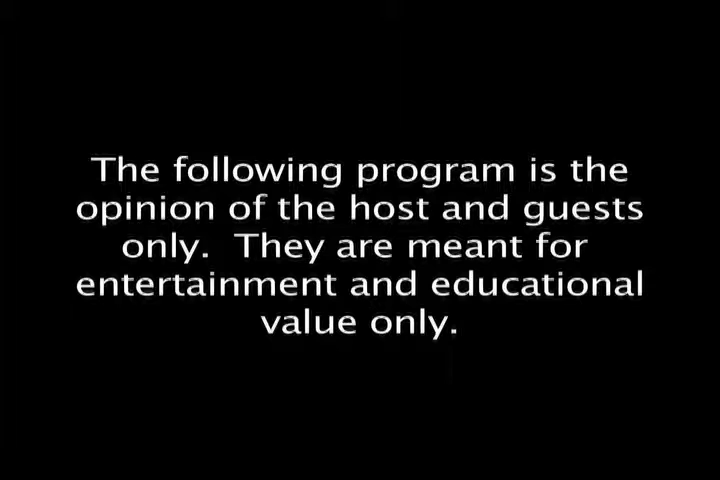 The following program is the
opinion of the host and guests
only.  They are meant for
entertainment and educational
value only.